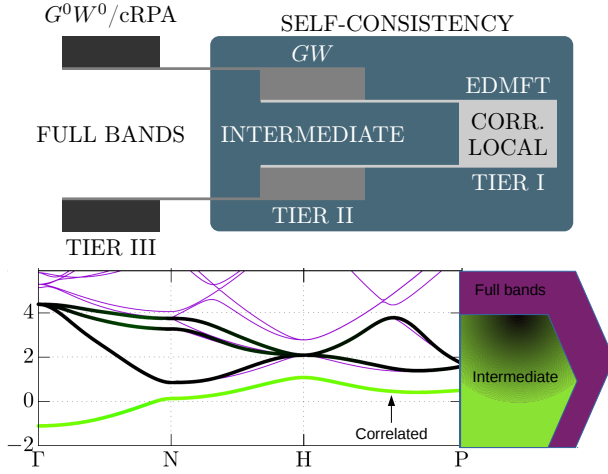 G⁰W⁰/cRPA
SELF-CONSISTENCY
GW
EDMFT
FULL BANDS
INTERMEDIATE
CORR.
LOCAL
TIER I
TIER II
TIER III
4
2
0
−2
Γ
N
H
P
Correlated
Full bands
Intermediate